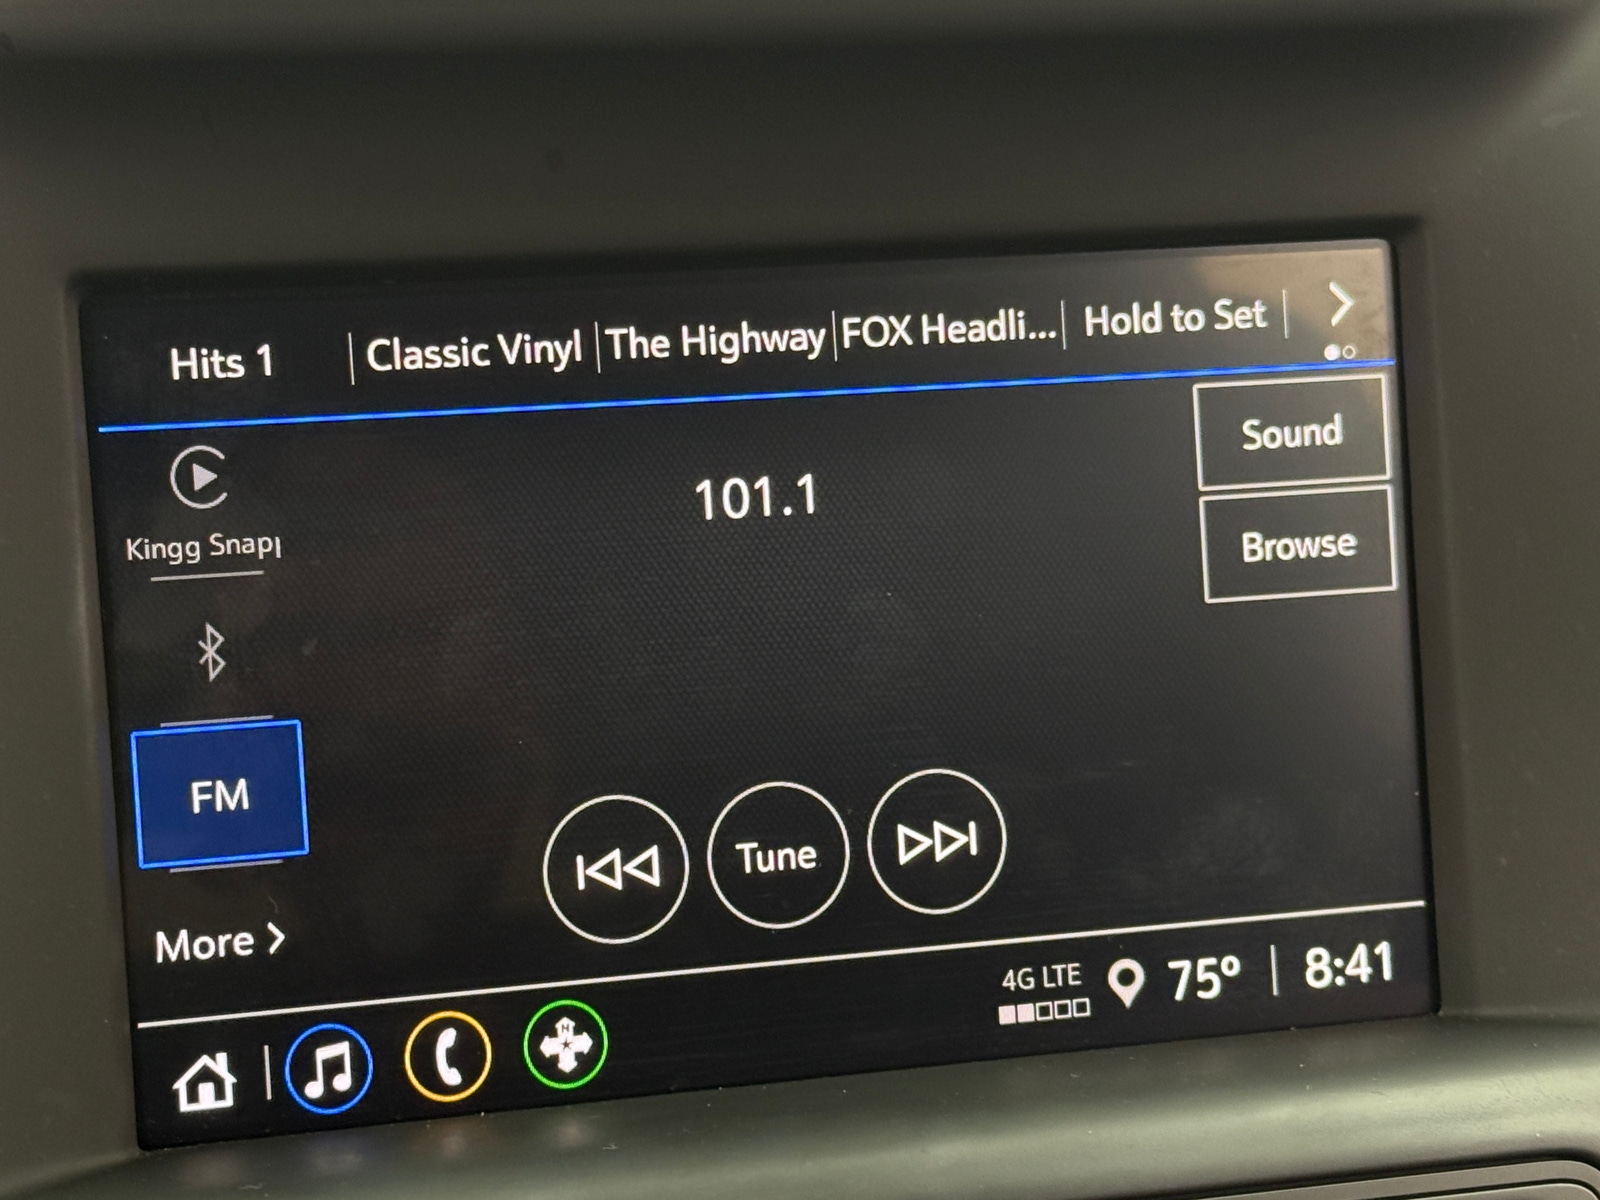 Hits 1
Classic Vinyl
The Highway
FOX Headli...
Hold to Set
Sound
101.1
Kingg Snap
Browse
FM
Tune
More
4G LTE
75° 8:41
N